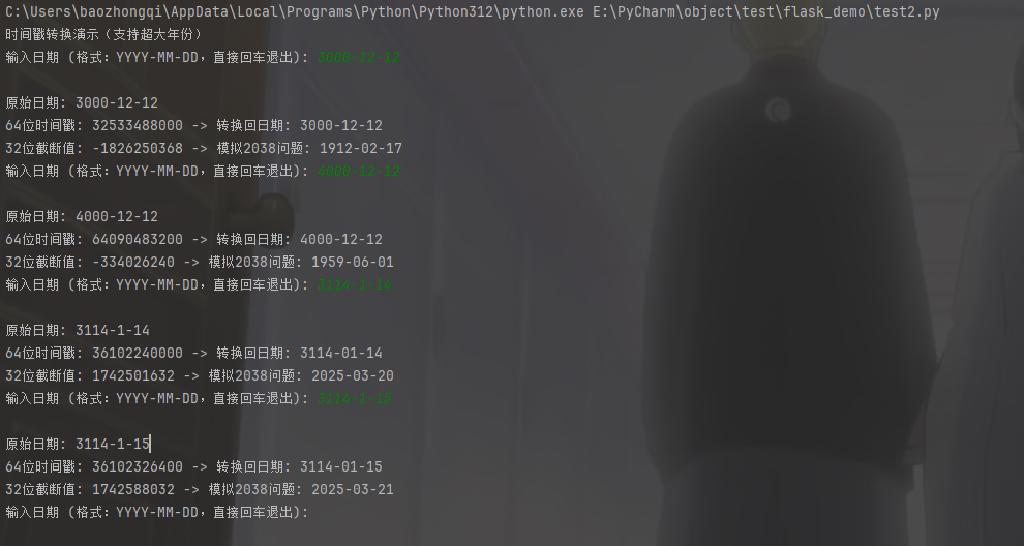 C:\Users\baozhongqi\AppData\Local\Programs\Python\Python312\python.exe E:\PyCharm\object\test\flask_demo\test2.py
时间戳转换演示（支持超大年份）
输入日期 (格式：YYYY-MM-DD，直接回车退出): 3000-12-12
原始日期: 3000-12-12
64位时间戳: 32533488000 -> 转换回日期: 3000-12-12
32位截断值: -1826250368 -> 模拟2038问题: 1912-02-17
输入日期 (格式：YYYY-MM-DD，直接回车退出): 4000-12-12
原始日期: 4000-12-12
64位时间戳: 64090483200 -> 转换回日期: 4000-12-12
32位截断值: -334026240 -> 模拟2038问题: 1959-06-01
输入日期 (格式：YYYY-MM-DD，直接回车退出): 3114-1-14
原始日期: 3114-1-14
64位时间戳: 36102240000 -> 转换回日期: 3114-01-14
32位截断值: 1742501632 -> 模拟2038问题: 2025-03-20
输入日期 (格式：YYYY-MM-DD，直接回车退出): 3114-1-15
原始日期: 3114-1-15
64位时间戳: 36102326400 -> 转换回日期: 3114-01-15
32位截断值: 1742588032 -> 模拟2038问题: 2025-03-21
输入日期 (格式：YYYY-MM-DD，直接回车退出):